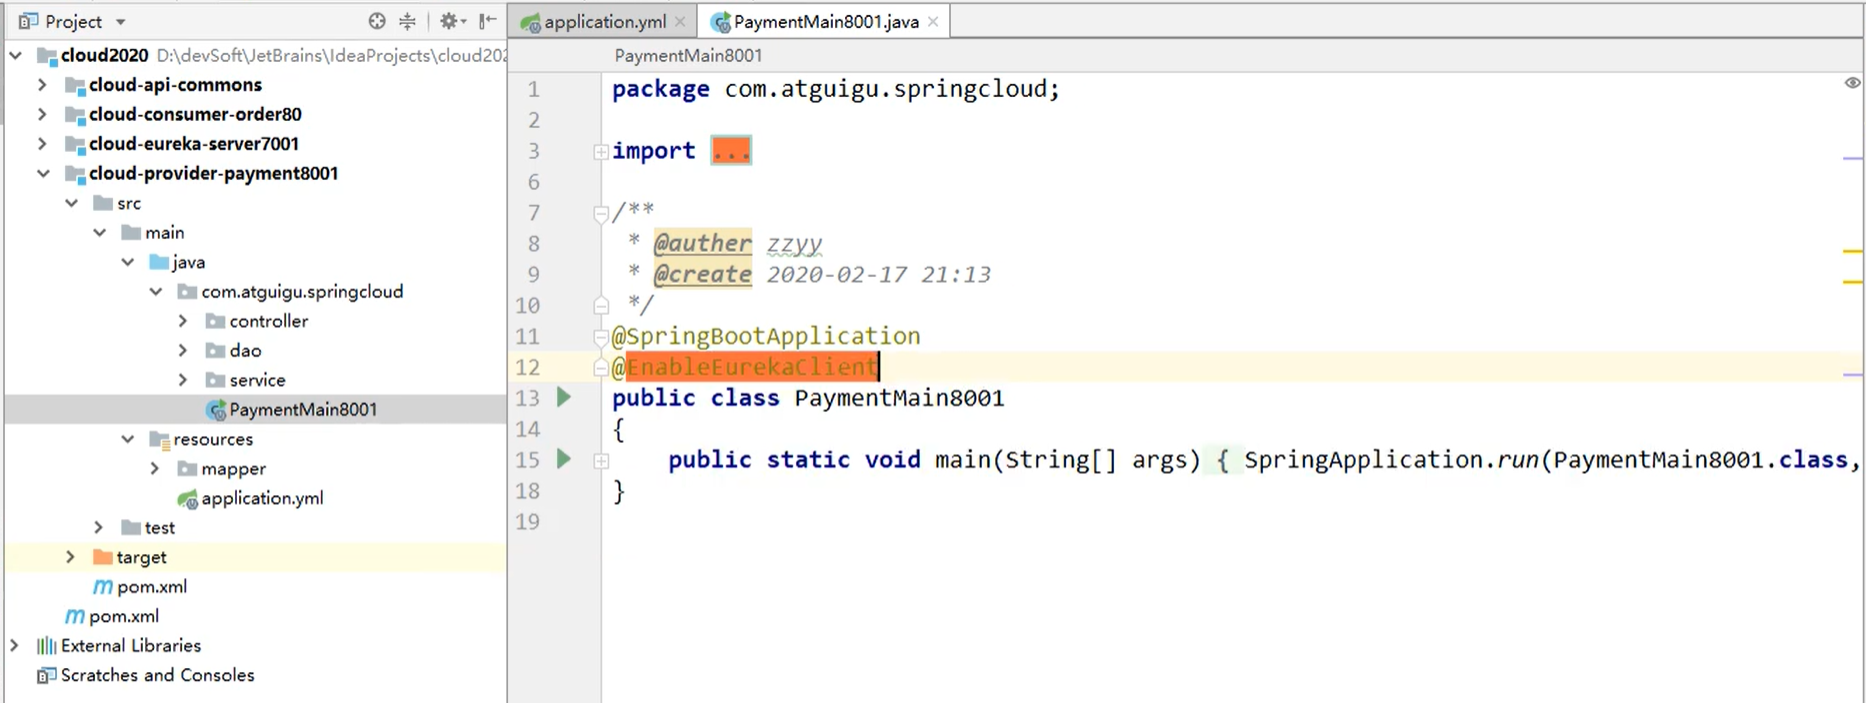 Project
cloud2020 D:\devSoft\JetBrains\IdeaProjects\cloud202
cloud-api-commons
cloud-consumer-order80
cloud-eureka-server7001
cloud-provider-payment8001
src
main
java
com.atguigu.springcloud
controller
dao
service
PaymentMain8001
resources
mapper
application.yml
test
target
pom.xml
pom.xml
External Libraries
Scratches and Consoles
application.yml PaymentMain8001.java
PaymentMain8001
1 package com.atguigu.springcloud;
2
3 import ...
6
7 /**
8 * @auther zzyy
9 * @create 2020-02-17 21:13
10 */
11 @SpringBootApplication
12 @EnableEurekaClient
13 public class PaymentMain8001
14 {
15 public static void main(String[] args) { SpringApplication.run(PaymentMain8001.class,
18 }
19